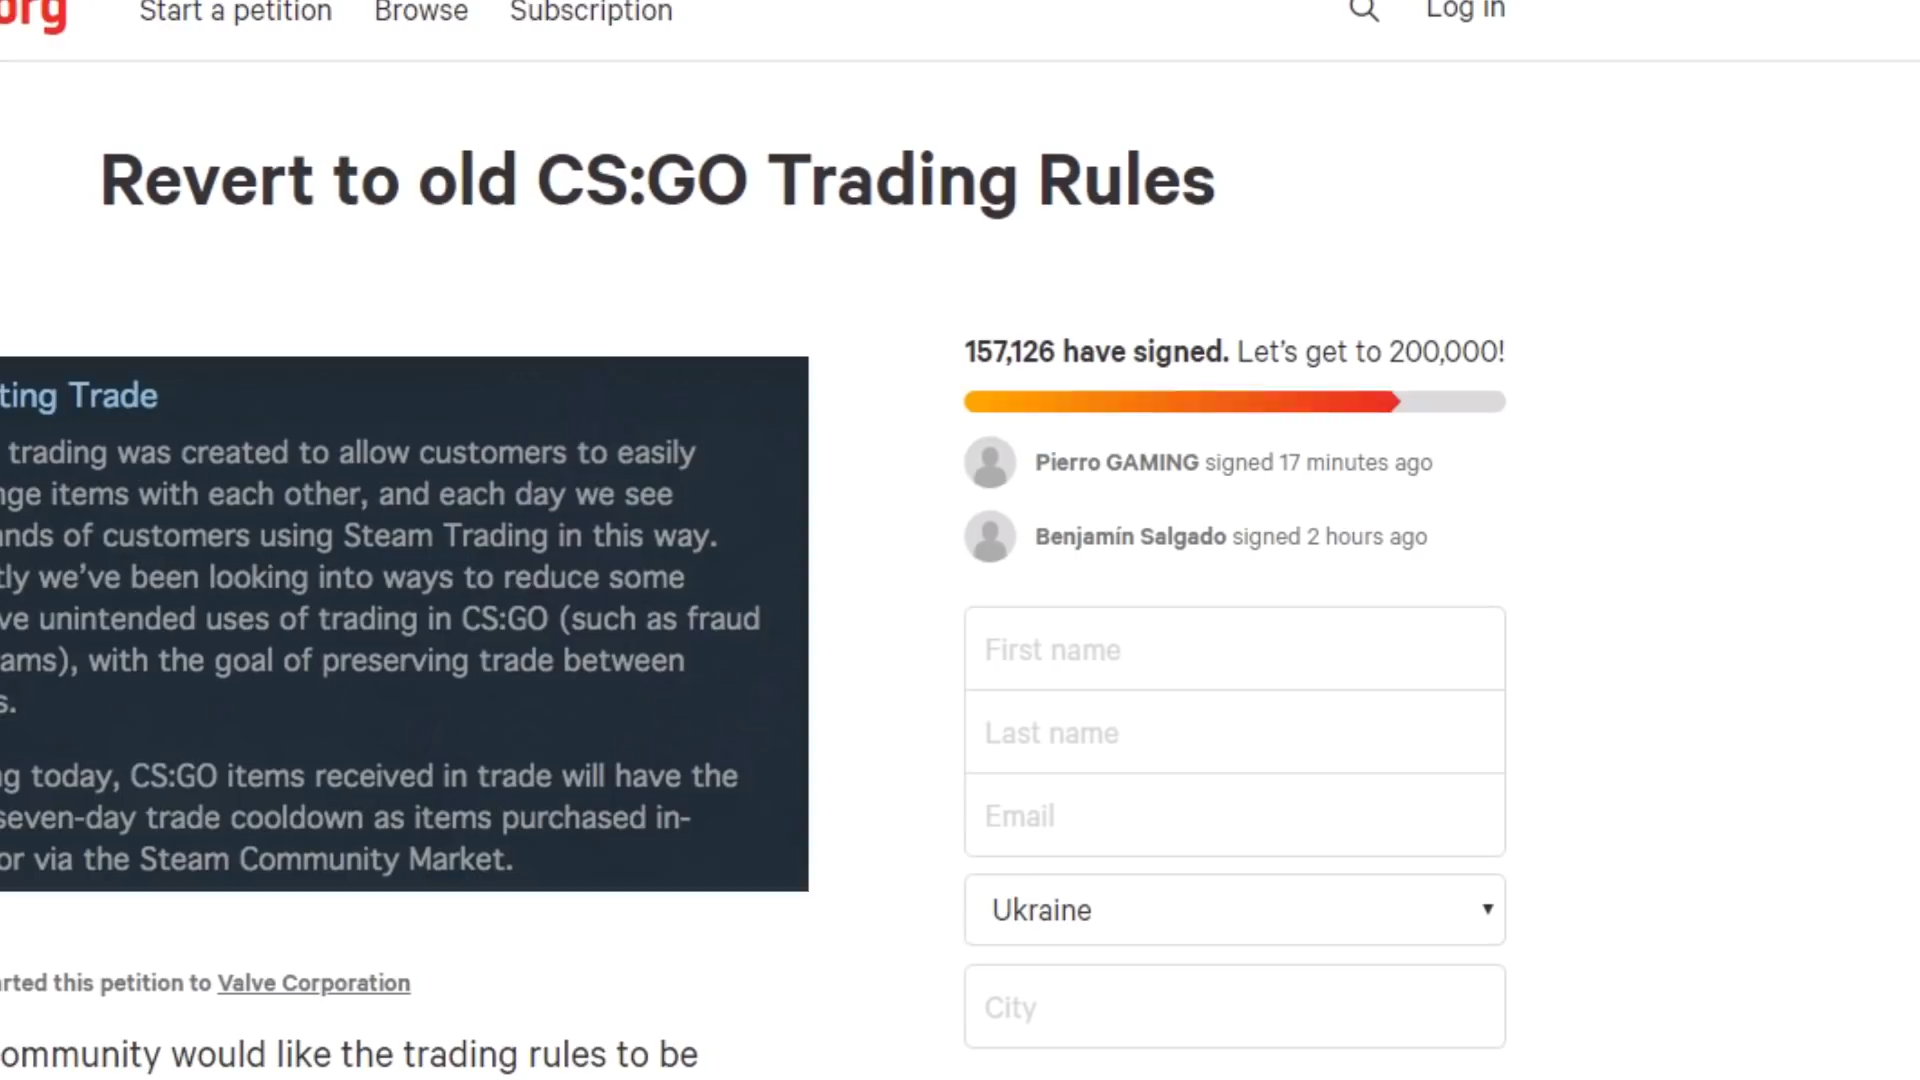 org Start a petition Browse Subscription Log in
Revert to old CS:GO Trading Rules
157,126 have signed. Let's get to 200,000!
ting Trade
trading was created to allow customers to easily
nge items with each other, and each day we see
nds of customers using Steam Trading in this way.
tly we've been looking into ways to reduce some
ve unintended uses of trading in CS:GO (such as fraud
ams), with the goal of preserving trade between
s.
g today, CS:GO items received in trade will have the
seven-day trade cooldown as items purchased in-
or via the Steam Community Market.
rted this petition to Valve Corporation
ommunity would like the trading rules to be
Pierro GAMING signed 17 minutes ago
Benjamín Salgado signed 2 hours ago
First name
Last name
Email
Ukraine
City